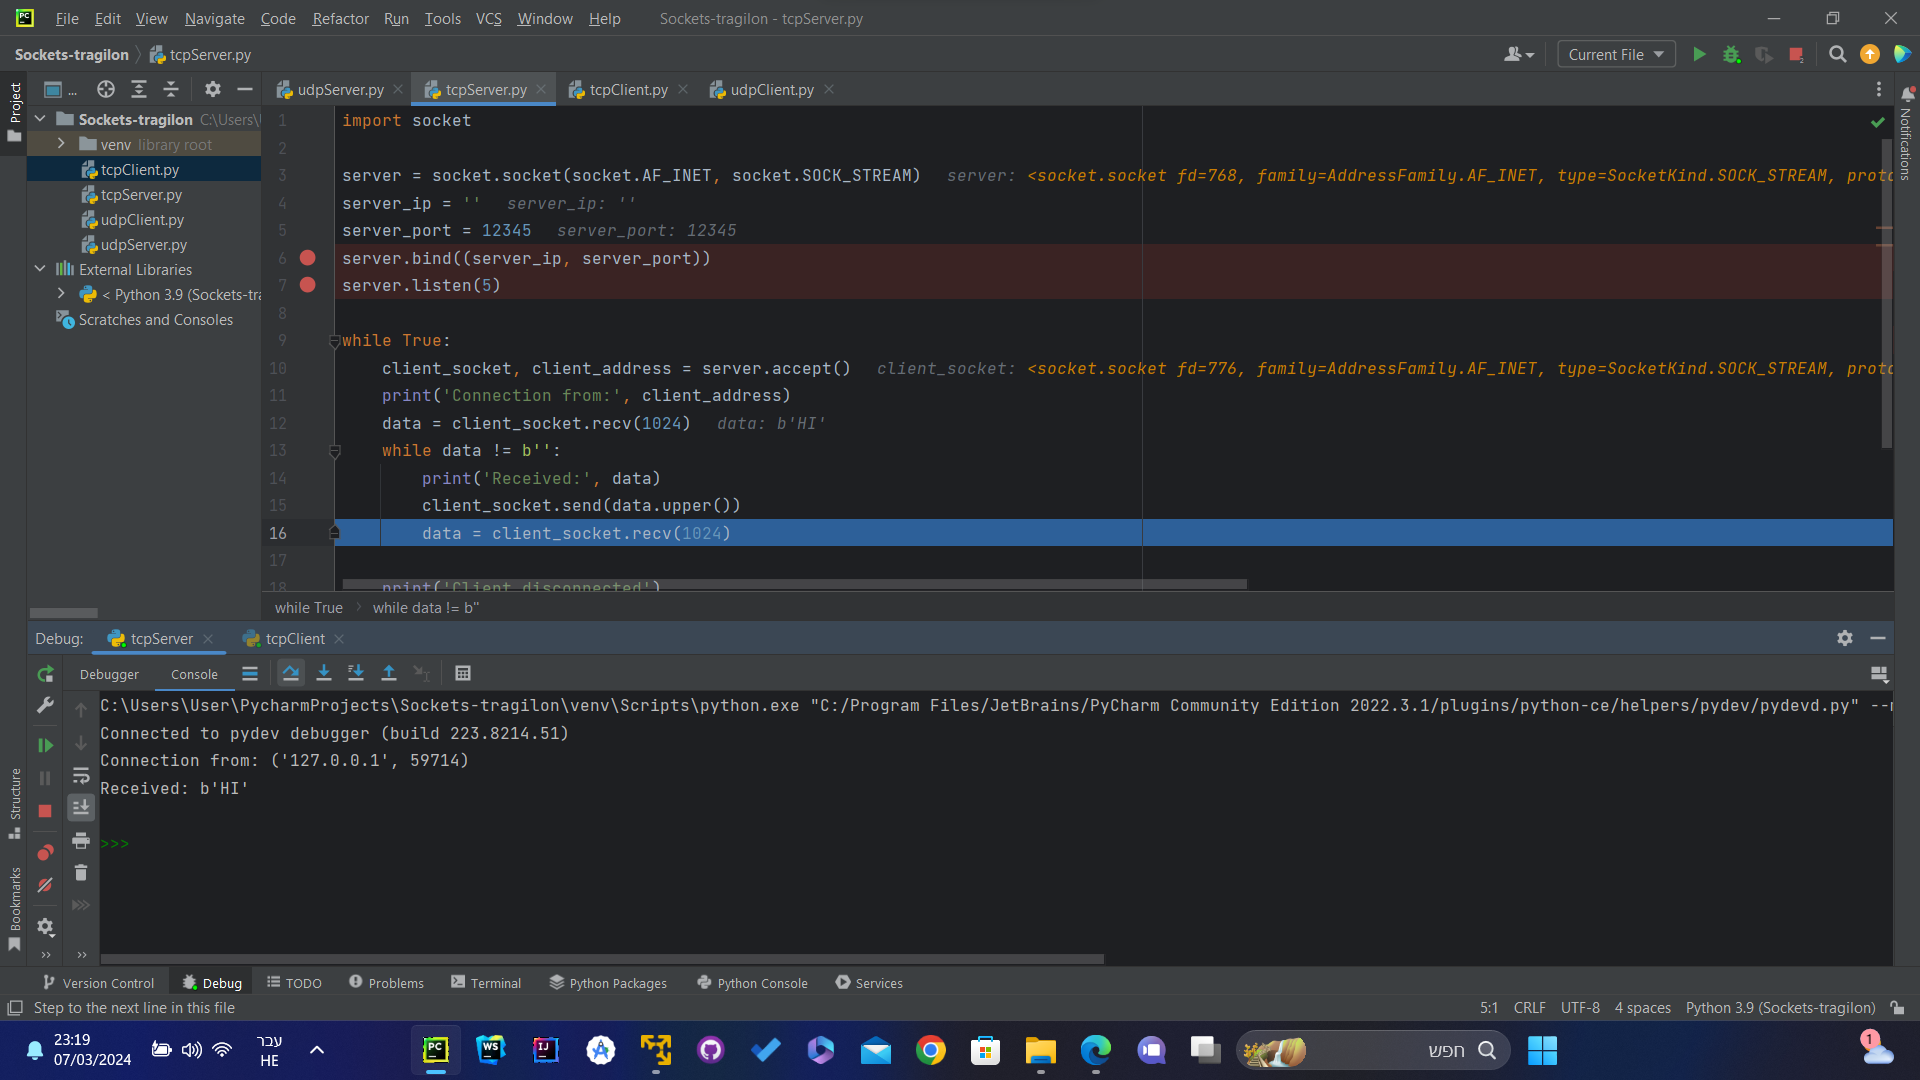 File Edit View Navigate Code Refactor Run Tools VCS Window Help Sockets-tragilon - tcpServer.py
Sockets-tragilon tcpServer.py Current File
Project
...
udpServer.py tcpServer.py tcpClient.py udpClient.py
Sockets-tragilon C:\Users\
venv library root
tcpClient.py
tcpServer.py
udpClient.py
udpServer.py
External Libraries
< Python 3.9 (Sockets-tra
Scratches and Consoles
1 import socket
2
3 server = socket.socket(socket.AF_INET, socket.SOCK_STREAM) server: <socket.socket fd=768, family=AddressFamily.AF_INET, type=SocketKind.SOCK_STREAM, proto
4 server_ip = '' server_ip: ''
5 server_port = 12345 server_port: 12345
6 server.bind((server_ip, server_port))
7 server.listen(5)
8
9 while True:
10 client_socket, client_address = server.accept() client_socket: <socket.socket fd=776, family=AddressFamily.AF_INET, type=SocketKind.SOCK_STREAM, proto
11 print('Connection from:', client_address)
12 data = client_socket.recv(1024) data: b'HI'
13 while data != b'':
14 print('Received:', data)
15 client_socket.send(data.upper())
16 data = client_socket.recv(1024)
17
18 print('Client disconnected')
while True while data != b''
Notifications
Debug: tcpServer tcpClient
Debugger Console
C:\Users\User\PycharmProjects\Sockets-tragilon\venv\Scripts\python.exe "C:/Program Files/JetBrains/PyCharm Community Edition 2022.3.1/plugins/python-ce/helpers/pydev/pydevd.py" --m
Connected to pydev debugger (build 223.8214.51)
Connection from: ('127.0.0.1', 59714)
Received: b'HI'
>>>
Structure
Bookmarks
Version Control Debug TODO Problems Terminal Python Packages Python Console Services
Step to the next line in this file 5:1 CRLF UTF-8 4 spaces Python 3.9 (Sockets-tragilon)
23:19
07/03/2024
עבר
HE
PC WS IJ
חפש
1